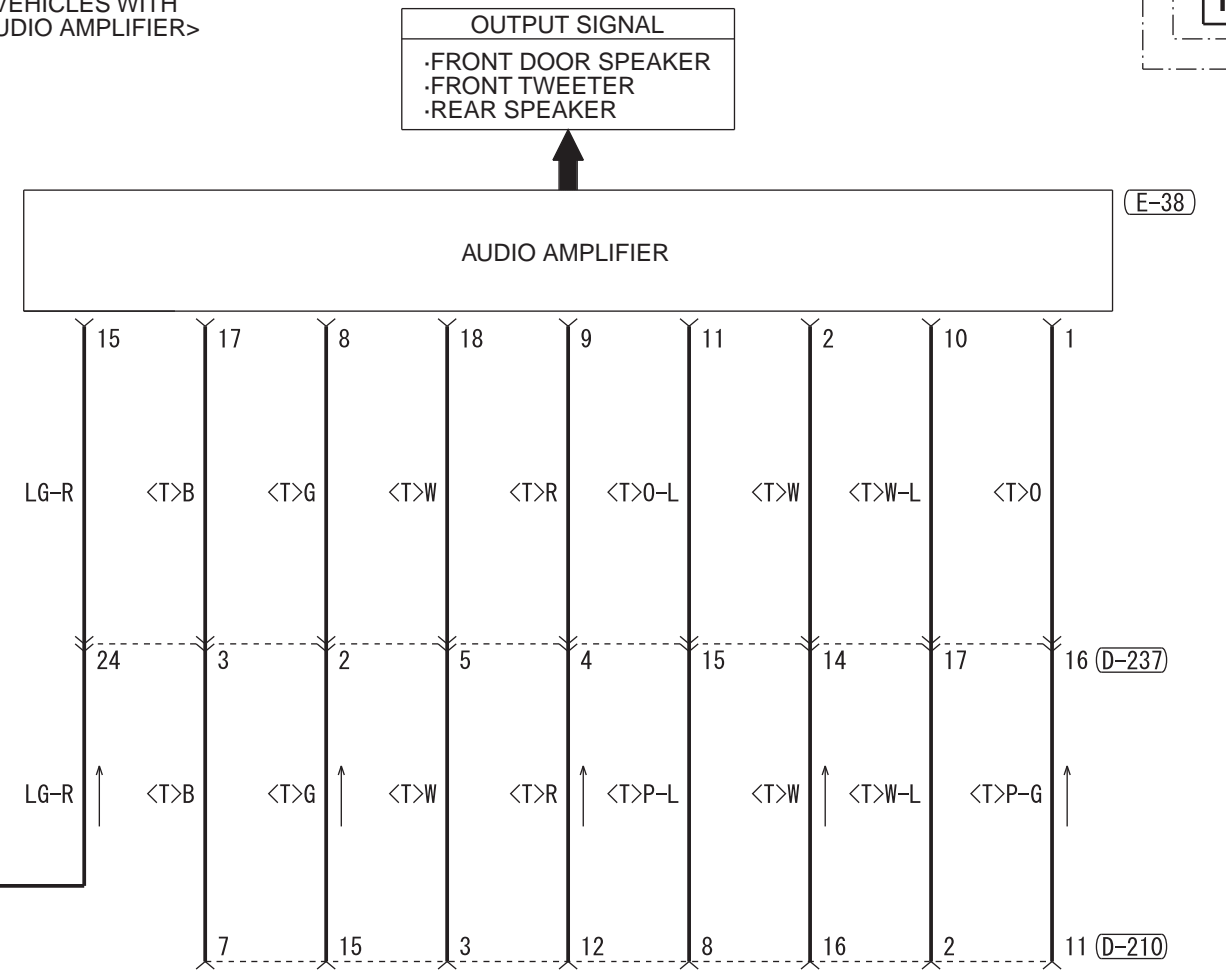 OUTPUT SIGNAL
·FRONT DOOR SPEAKER
·FRONT TWEETER
·REAR SPEAKER
VEHICLES WITH
AUDIO AMPLIFIER>
E-38
AUDIO AMPLIFIER
15 17 8 18 9 11 2 10 1
LG-R <T>B <T>G <T>W <T>R <T>O-L <T>W <T>W-L <T>O
24 3 2 5 4 15 14 17 16 D-237
LG-R <T>B <T>G <T>W <T>R <T>P-L <T>W <T>W-L <T>P-G
7 15 3 12 8 16 2 11 D-210